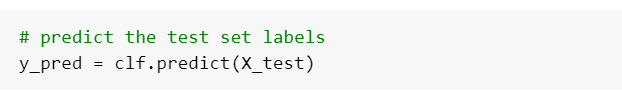 # predict the test set labels
y_pred = clf.predict(X_test)